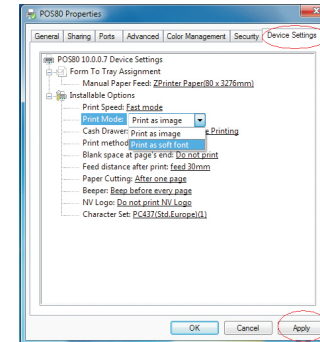 POS80 Properties
General Sharing Ports Advanced Color Management Security Device Settings
POS80 10.0.0.7 Device Settings
Form To Tray Assignment
Manual Paper Feed: ZPrinter Paper(80 x 3276mm)
Installable Options
Print Speed: Fast mode
Print Mode: Print as image
Cash Drawer: Print as image e Printing
Print method Print as soft font
Blank space at page's end: Do not print
Feed distance after print: feed 30mm
Paper Cutting: After one page
Beeper: Beep before every page
NV Logo: Do not print NV Logo
Character Set: PC437(Std.Europe)(1)
OK Cancel Apply